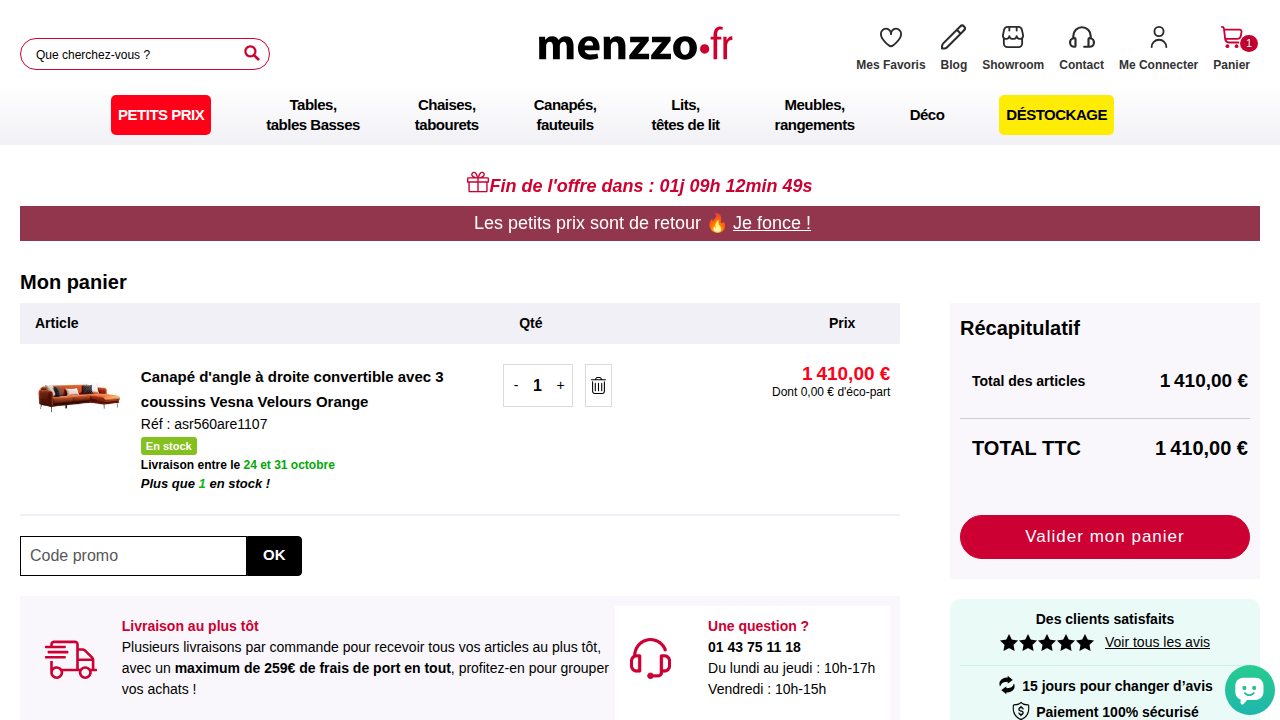 Que cherchez-vous ?
menzzo•fr
Mes Favoris
Blog
Showroom
Contact
Me Connecter
1
Panier
PETITS PRIX
Tables,
tables Basses
Chaises,
tabourets
Canapés,
fauteuils
Lits,
têtes de lit
Meubles,
rangements
Déco
DÉSTOCKAGE
Fin de l'offre dans : 01j 09h 12min 49s
Les petits prix sont de retour 🔥 Je fonce !
Mon panier
Article
Qté
Prix
Canapé d'angle à droite convertible avec 3
coussins Vesna Velours Orange
Réf : asr560are1107
En stock
Livraison entre le 24 et 31 octobre
Plus que 1 en stock !
- 1 +
1 410,00 €
Dont 0,00 € d'éco-part
Code promo
OK
Récapitulatif
Total des articles
1 410,00 €
TOTAL TTC
1 410,00 €
Valider mon panier
Livraison au plus tôt
Plusieurs livraisons par commande pour recevoir tous vos articles au plus tôt,
avec un maximum de 259€ de frais de port en tout, profitez-en pour grouper
vos achats !
Une question ?
01 43 75 11 18
Du lundi au jeudi : 10h-17h
Vendredi : 10h-15h
Des clients satisfaits
Voir tous les avis
15 jours pour changer d’avis
Paiement 100% sécurisé